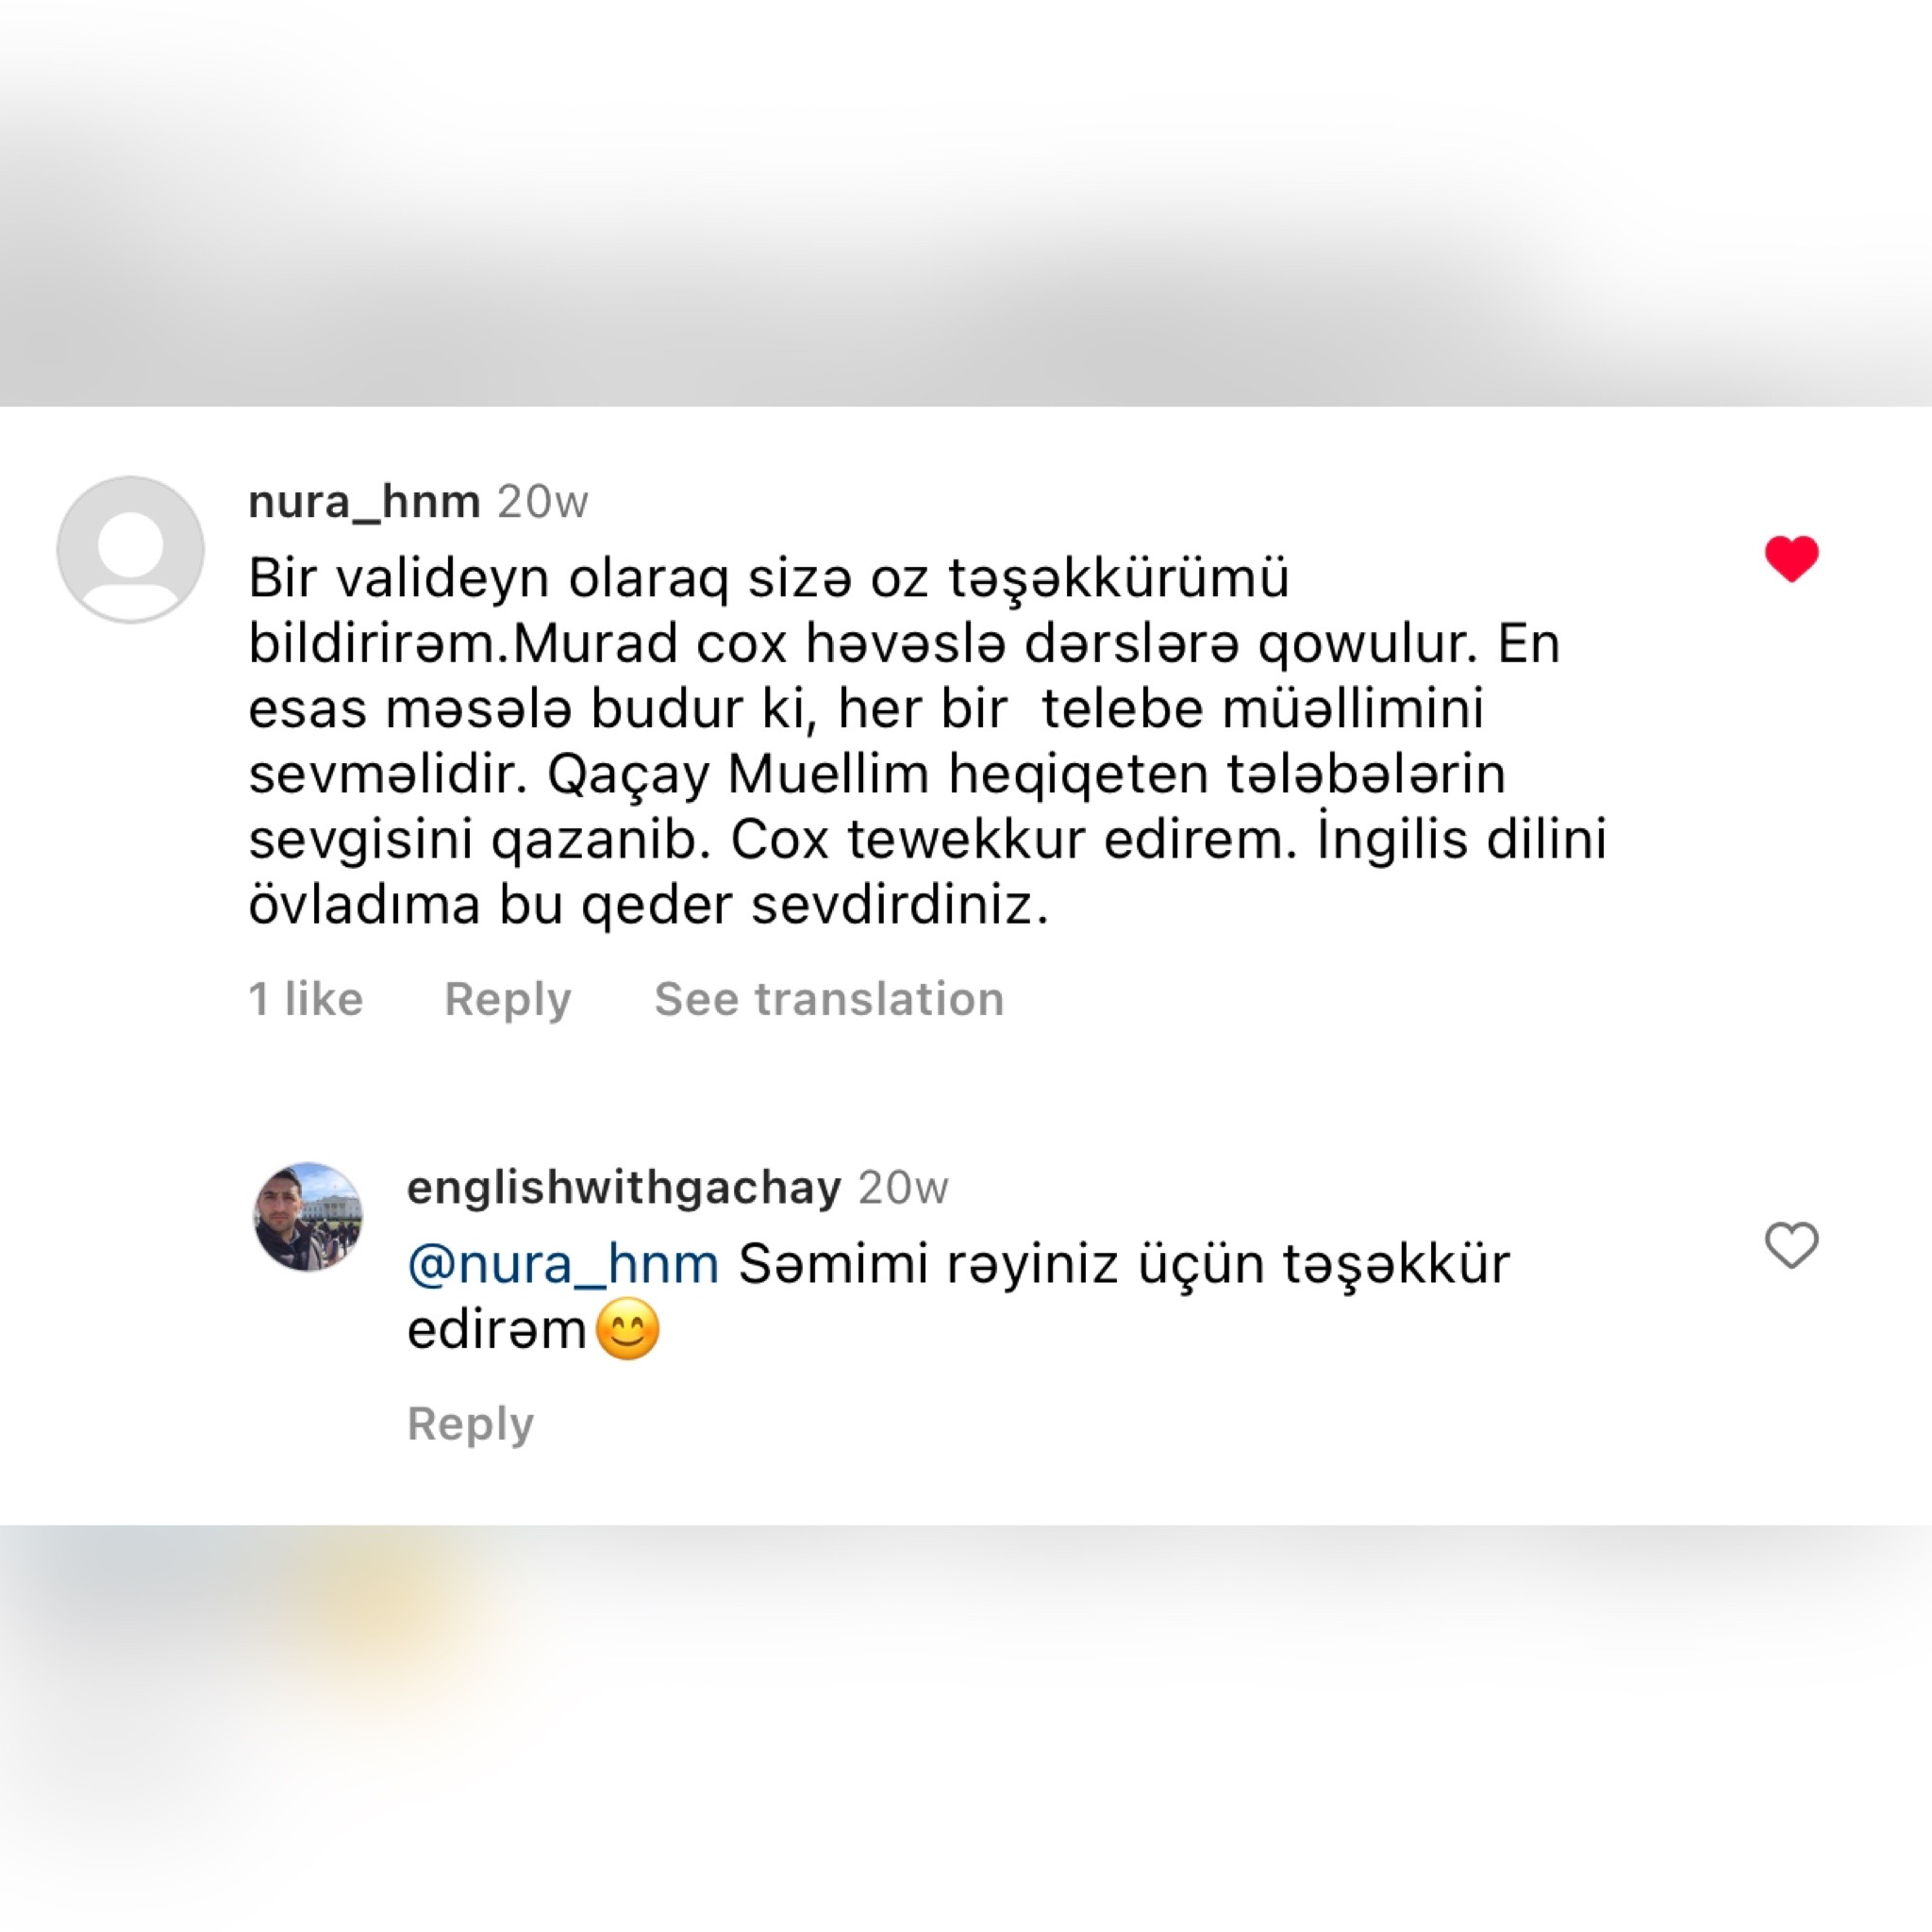 nura_hnm 20w
Bir valideyn olaraq sizə oz təşəkkürümü
bildirirəm.Murad cox həvəslə dərslərə qowulur. En
esas məsələ budur ki, her bir  telebe müəllimini
sevməlidir. Qaçay Muellim heqiqeten tələbələrin
sevgisini qazanib. Cox tewekkur edirem. İngilis dilini
övladıma bu qeder sevdirdiniz.
1 like Reply See translation
englishwithgachay 20w
@nura_hnm Səmimi rəyiniz üçün təşəkkür
edirəm😊
Reply